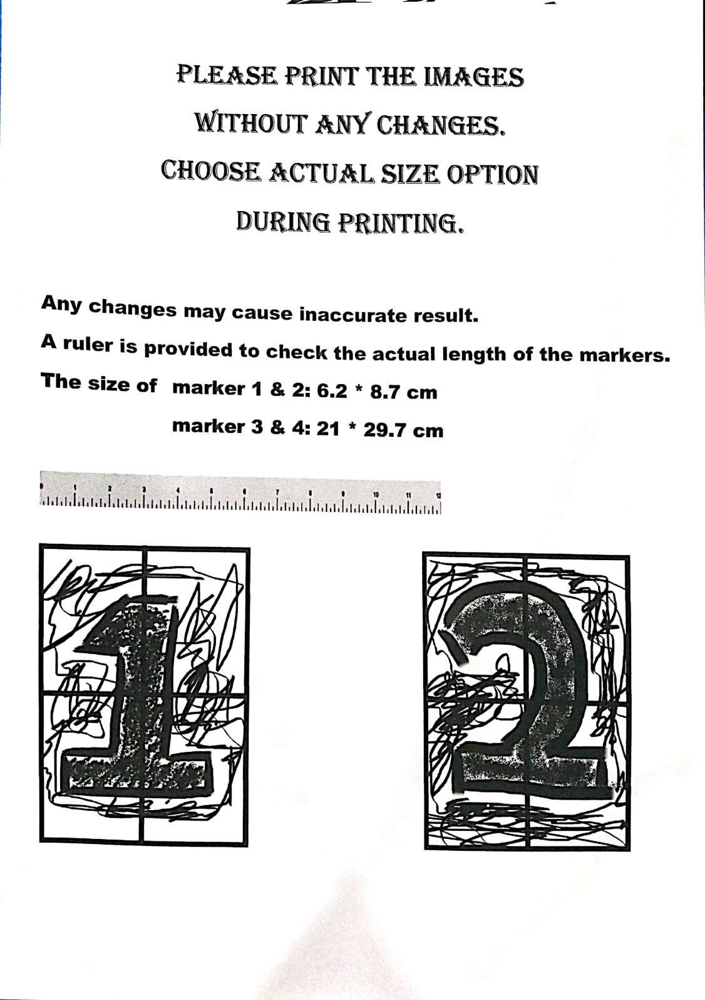 PLEASE PRINT THE IMAGES
WITHOUT ANY CHANGES.
CHOOSE ACTUAL SIZE OPTION
DURING PRINTING.
Any changes may cause inaccurate result.
A ruler is provided to check the actual length of the markers.
The size of marker 1 & 2: 6.2 * 8.7 cm
marker 3 & 4: 21 * 29.7 cm
0 1 2 3 4 5 6 7 8 9 10 11 12
1 2